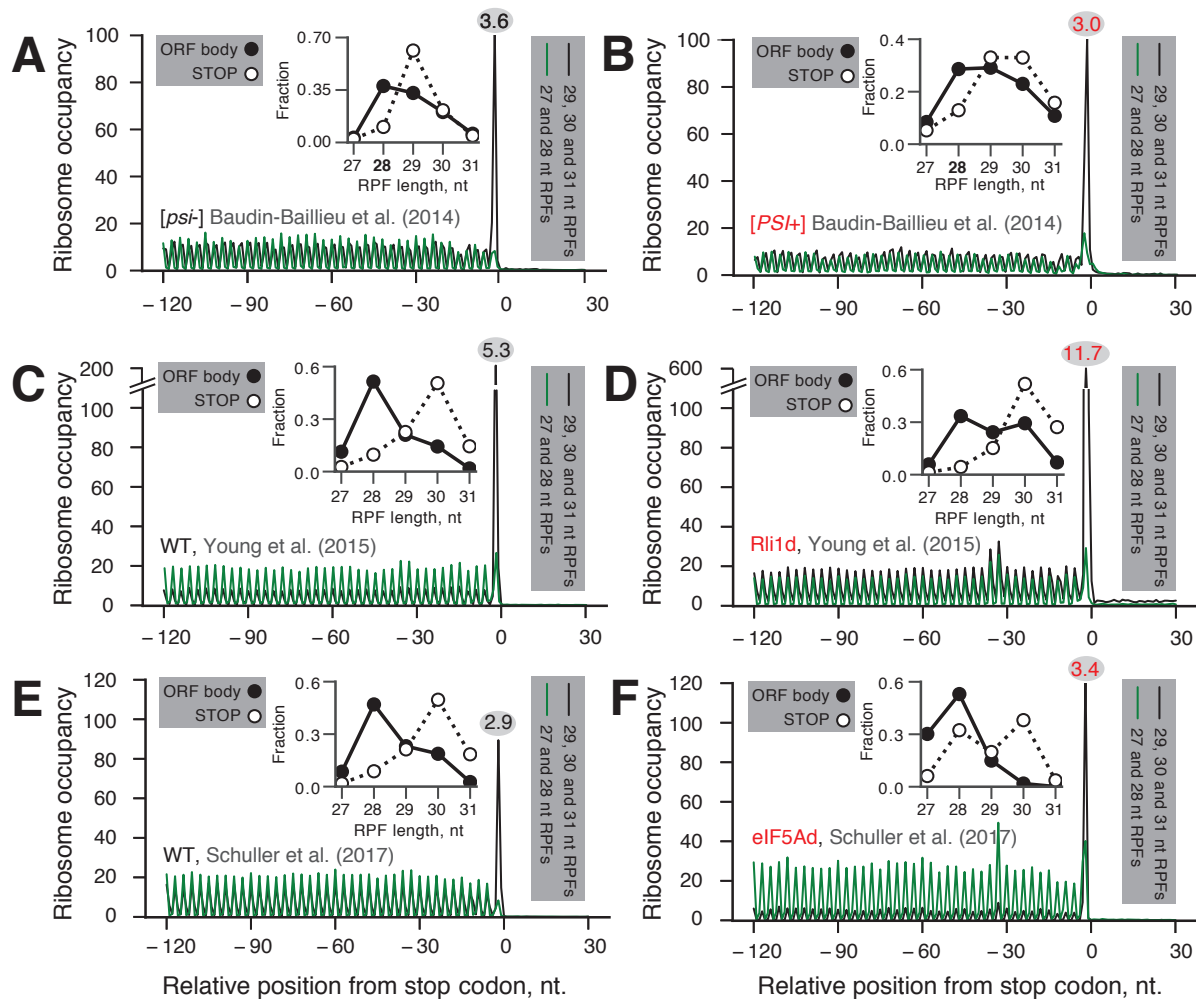 A
Ribosome occupancy
100
80
60
40
20
0
ORF body
STOP
Fraction
0.70
0.35
0.00
27 28 29 30 31
RPF length, nt
3.6
29, 30 and 31 nt RPFs
27 and 28 nt RPFs
[psi-] Baudin-Baillieu et al. (2014)
−120 −90 −60 −30 0 30
B
Ribosome occupancy
100
80
60
40
20
0
ORF body
STOP
Fraction
0.4
0.2
0.0
27 28 29 30 31
RPF length, nt
3.0
29, 30 and 31 nt RPFs
27 and 28 nt RPFs
[PSI+] Baudin-Baillieu et al. (2014)
−120 −90 −60 −30 0 30
C
Ribosome occupancy
200
100
80
60
40
20
0
ORF body
STOP
Fraction
0.6
0.3
0.0
27 28 29 30 31
RPF length, nt
5.3
29, 30 and 31 nt RPFs
27 and 28 nt RPFs
WT, Young et al. (2015)
−120 −90 −60 −30 0 30
D
Ribosome occupancy
600
100
80
60
40
20
0
ORF body
STOP
Fraction
0.6
0.3
0.0
27 28 29 30 31
RPF length, nt
11.7
29, 30 and 31 nt RPFs
27 and 28 nt RPFs
Rli1d, Young et al. (2015)
−120 −90 −60 −30 0 30
E
Ribosome occupancy
120
100
80
60
40
20
0
ORF body
STOP
Fraction
0.6
0.3
0.0
27 28 29 30 31
RPF length, nt
2.9
29, 30 and 31 nt RPFs
27 and 28 nt RPFs
WT, Schuller et al. (2017)
−120 −90 −60 −30 0 30
Relative position from stop codon, nt.
F
Ribosome occupancy
120
100
80
60
40
20
0
ORF body
STOP
Fraction
0.6
0.3
0.0
27 28 29 30 31
RPF length, nt
3.4
29, 30 and 31 nt RPFs
27 and 28 nt RPFs
eIF5Ad, Schuller et al. (2017)
−120 −90 −60 −30 0 30
Relative position from stop codon, nt.